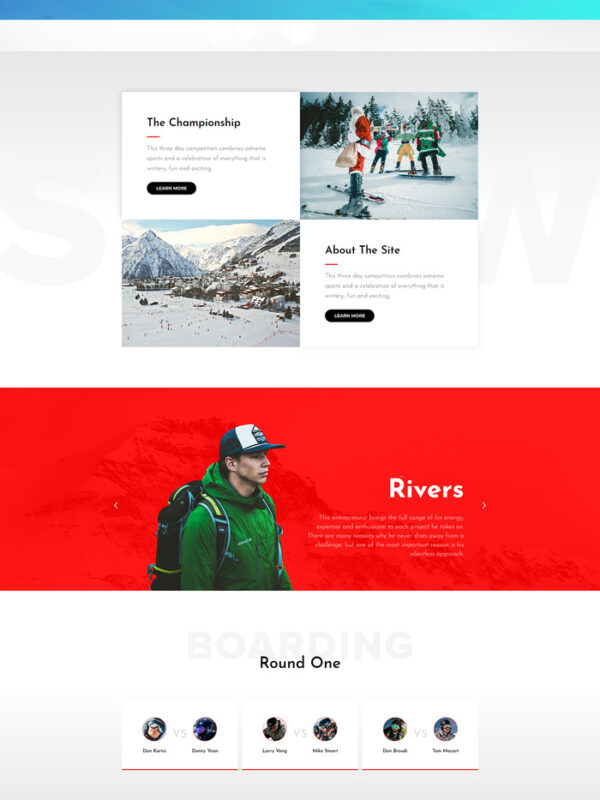 S W
The Championship
This three day competition combines extreme
sports and a celebration of everything that is
wintery, fun and exciting
LEARN MORE
About The Site
This three day competition combines extreme
sports and a celebration of everything that is
wintery, fun and exciting
LEARN MORE
Rivers
This entrepreneur brings the full range of his energy,
expertise and enthusiasm to each project he takes on.
There are many reasons why he never shies away from a
challenge, but one of the most important reason is his
relentless approach.
BOARDING
Round One
VS VS VS
Dan Kartic Danny Vean Larry Vang Mike Steart Dan Braudi Tom Macart